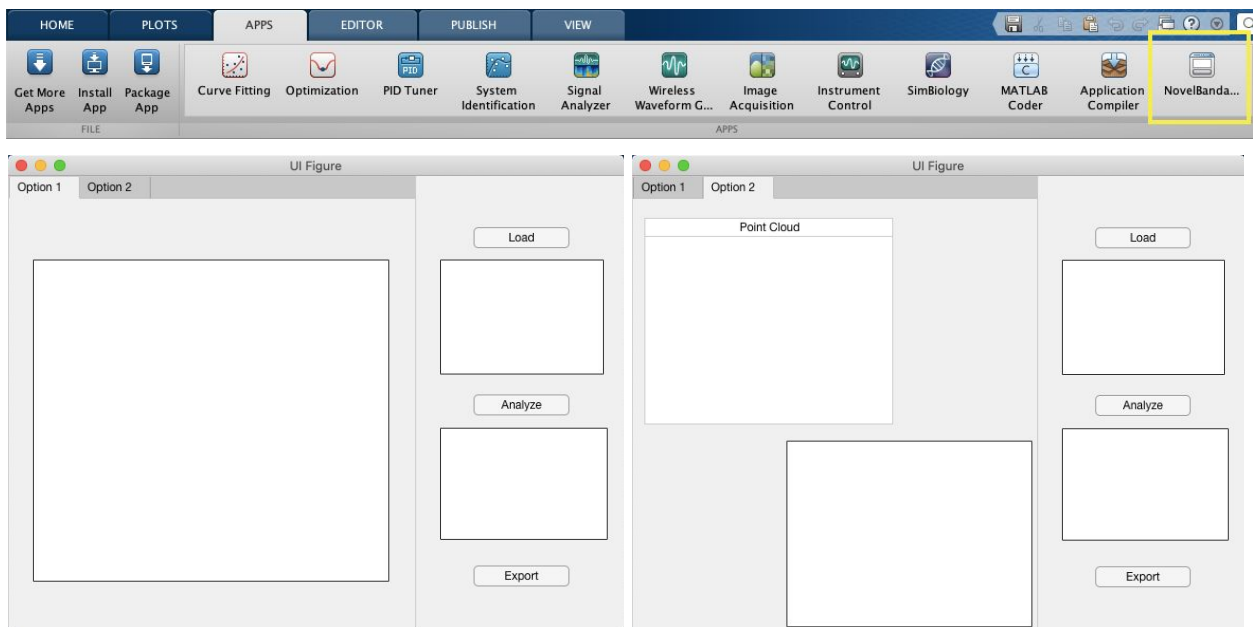 HOME PLOTS APPS EDITOR PUBLISH VIEW
Get More Apps
Install App
Package App
Curve Fitting
Optimization
PID
PID Tuner
System Identification
Signal Analyzer
Wireless Waveform G...
Image Acquisition
Instrument Control
SimBiology
C
MATLAB Coder
Application Compiler
NovelBanda...
FILE APPS
UI Figure
Option 1 Option 2
Load
Analyze
Export
UI Figure
Option 1 Option 2
Point Cloud
Load
Analyze
Export